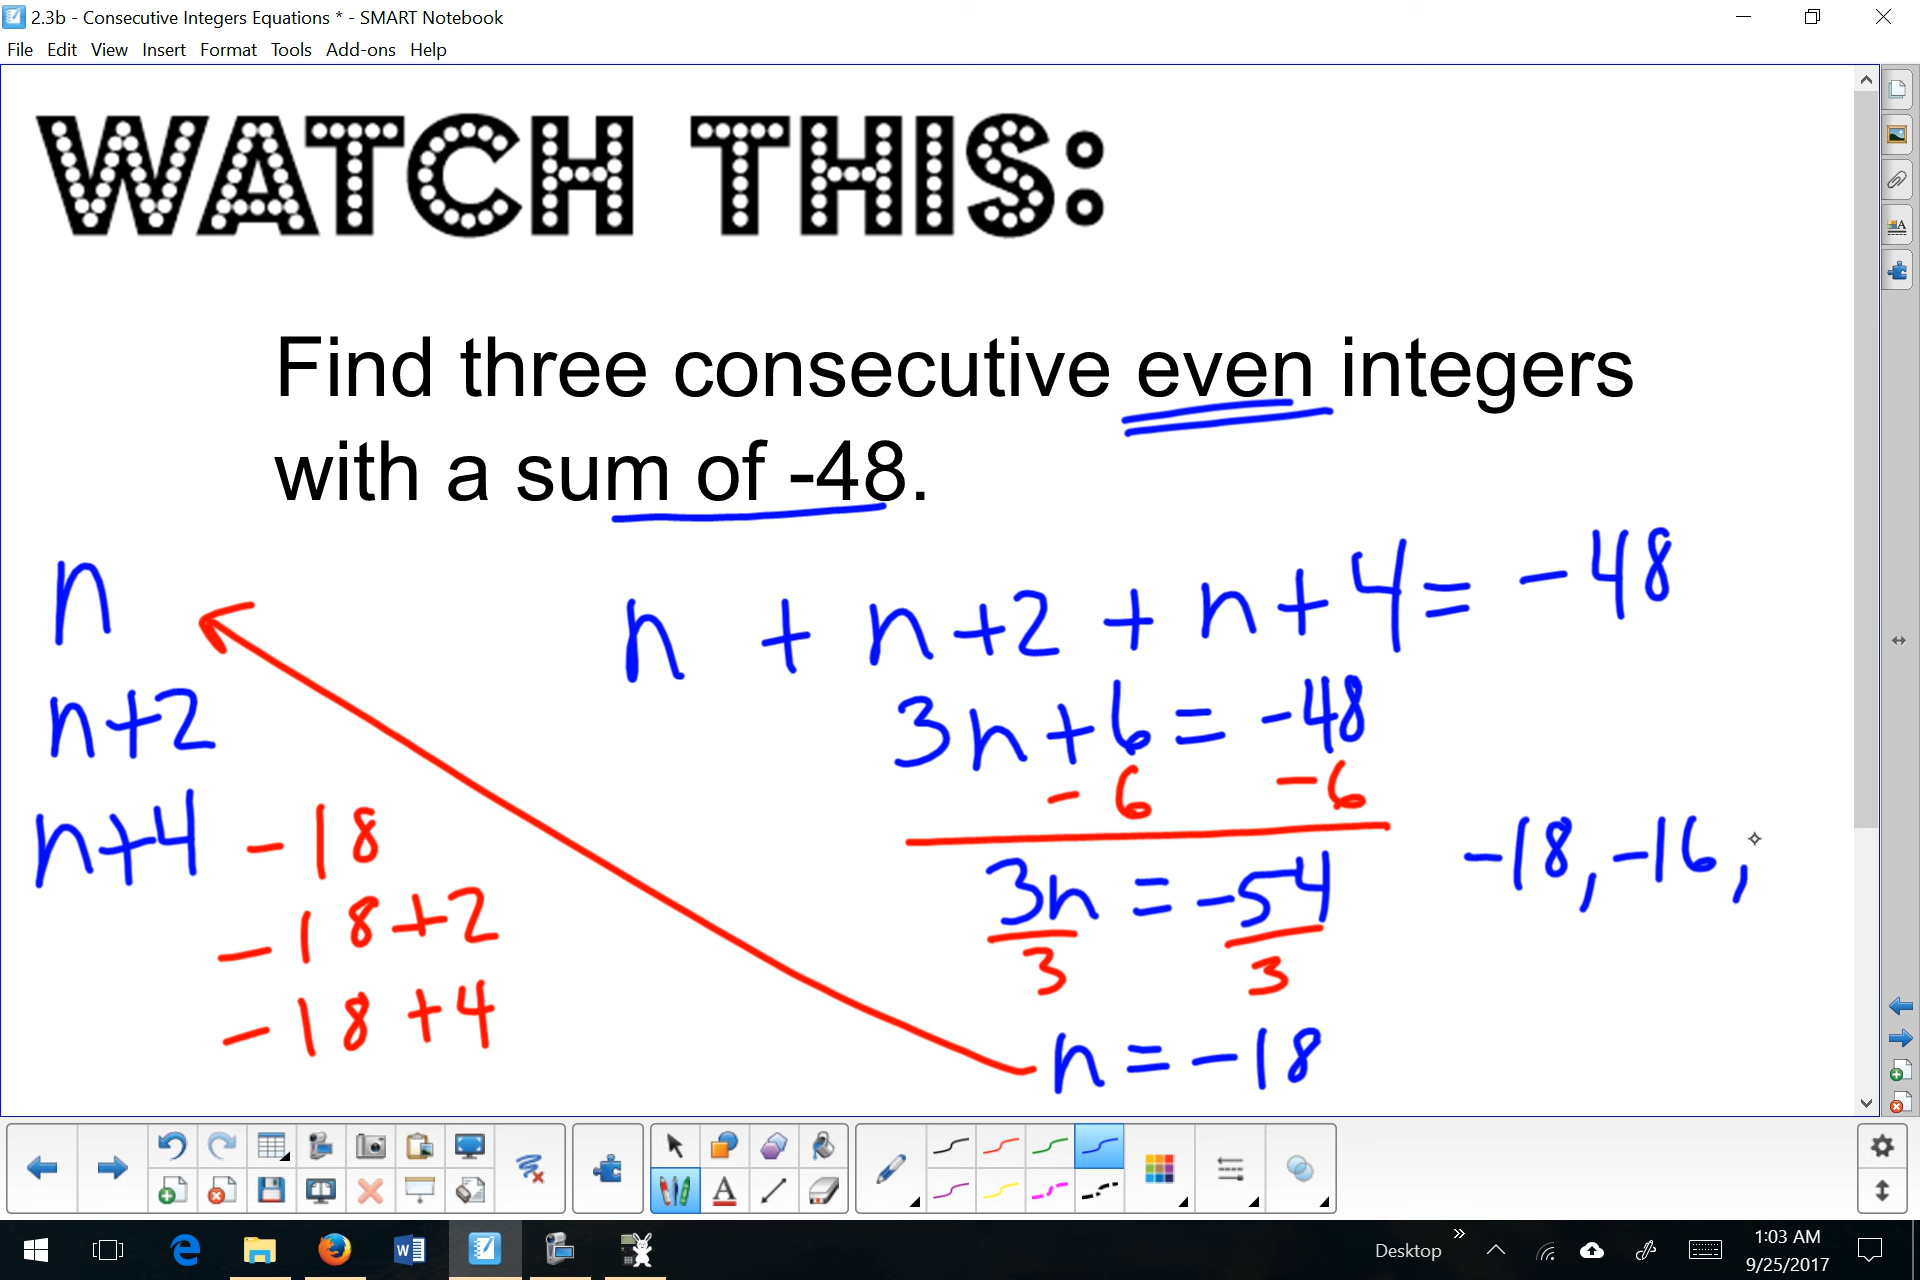 2.3b - Consecutive Integers Equations * - SMART Notebook
File Edit View Insert Format Tools Add-ons Help
WATCH THIS:
Find three consecutive even integers
with a sum of -48.
n
n+2
n+4
-18
-18+2
-18+4
n + n+2 + n+4 = -48
3n+6 = -48
-6 -6
3n = -54
3 3
n = -18
-18, -16,
Desktop
1:03 AM
9/25/2017